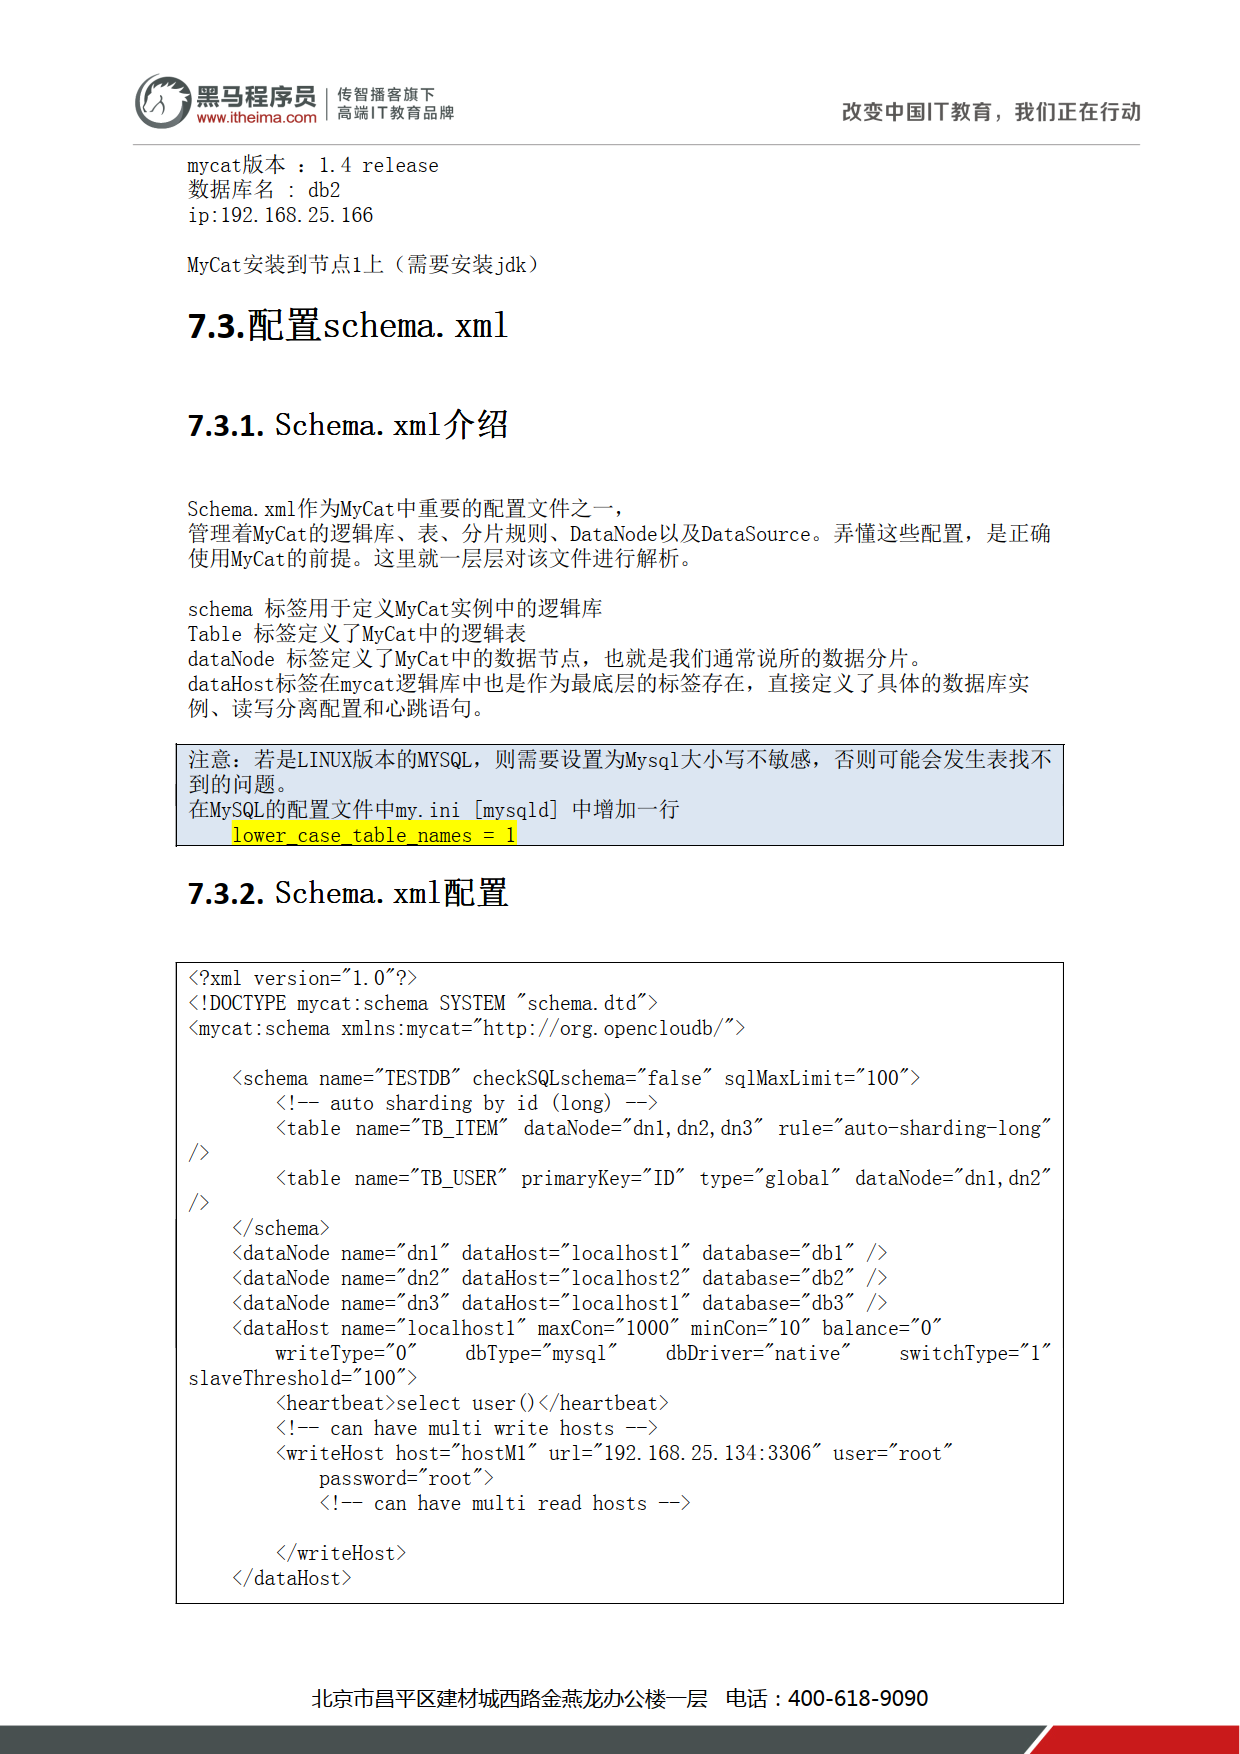 黑马程序员
www.itheima.com
传智播客旗下
高端IT教育品牌
改变中国IT教育，我们正在行动
mycat版本 ：1.4 release
数据库名 : db2
ip:192.168.25.166
MyCat安装到节点1上（需要安装jdk）
7.3.配置schema.xml
7.3.1. Schema.xml介绍
Schema.xml作为MyCat中重要的配置文件之一，
管理着MyCat的逻辑库、表、分片规则、DataNode以及DataSource。弄懂这些配置，是正确
使用MyCat的前提。这里就一层层对该文件进行解析。
schema 标签用于定义MyCat实例中的逻辑库
Table 标签定义了MyCat中的逻辑表
dataNode 标签定义了MyCat中的数据节点，也就是我们通常说所的数据分片。
dataHost标签在mycat逻辑库中也是作为最底层的标签存在，直接定义了具体的数据库实
例、读写分离配置和心跳语句。
注意：若是LINUX版本的MYSQL，则需要设置为Mysql大小写不敏感，否则可能会发生表找不
到的问题。
在MySQL的配置文件中my.ini [mysqld] 中增加一行
lower_case_table_names = 1
7.3.2. Schema.xml配置
<?xml version="1.0"?>
<!DOCTYPE mycat:schema SYSTEM "schema.dtd">
<mycat:schema xmlns:mycat="http://org.opencloudb/">
<schema name="TESTDB" checkSQLschema="false" sqlMaxLimit="100">
<!-- auto sharding by id (long) -->
<table name="TB_ITEM" dataNode="dn1,dn2,dn3" rule="auto-sharding-long"
/>
<table name="TB_USER" primaryKey="ID" type="global" dataNode="dn1,dn2"
/>
</schema>
<dataNode name="dn1" dataHost="localhost1" database="db1" />
<dataNode name="dn2" dataHost="localhost2" database="db2" />
<dataNode name="dn3" dataHost="localhost1" database="db3" />
<dataHost name="localhost1" maxCon="1000" minCon="10" balance="0"
writeType="0" dbType="mysql" dbDriver="native" switchType="1"
slaveThreshold="100">
<heartbeat>select user()</heartbeat>
<!-- can have multi write hosts -->
<writeHost host="hostM1" url="192.168.25.134:3306" user="root"
password="root">
<!-- can have multi read hosts -->
</writeHost>
</dataHost>
北京市昌平区建材城西路金燕龙办公楼一层 电话：400-618-9090